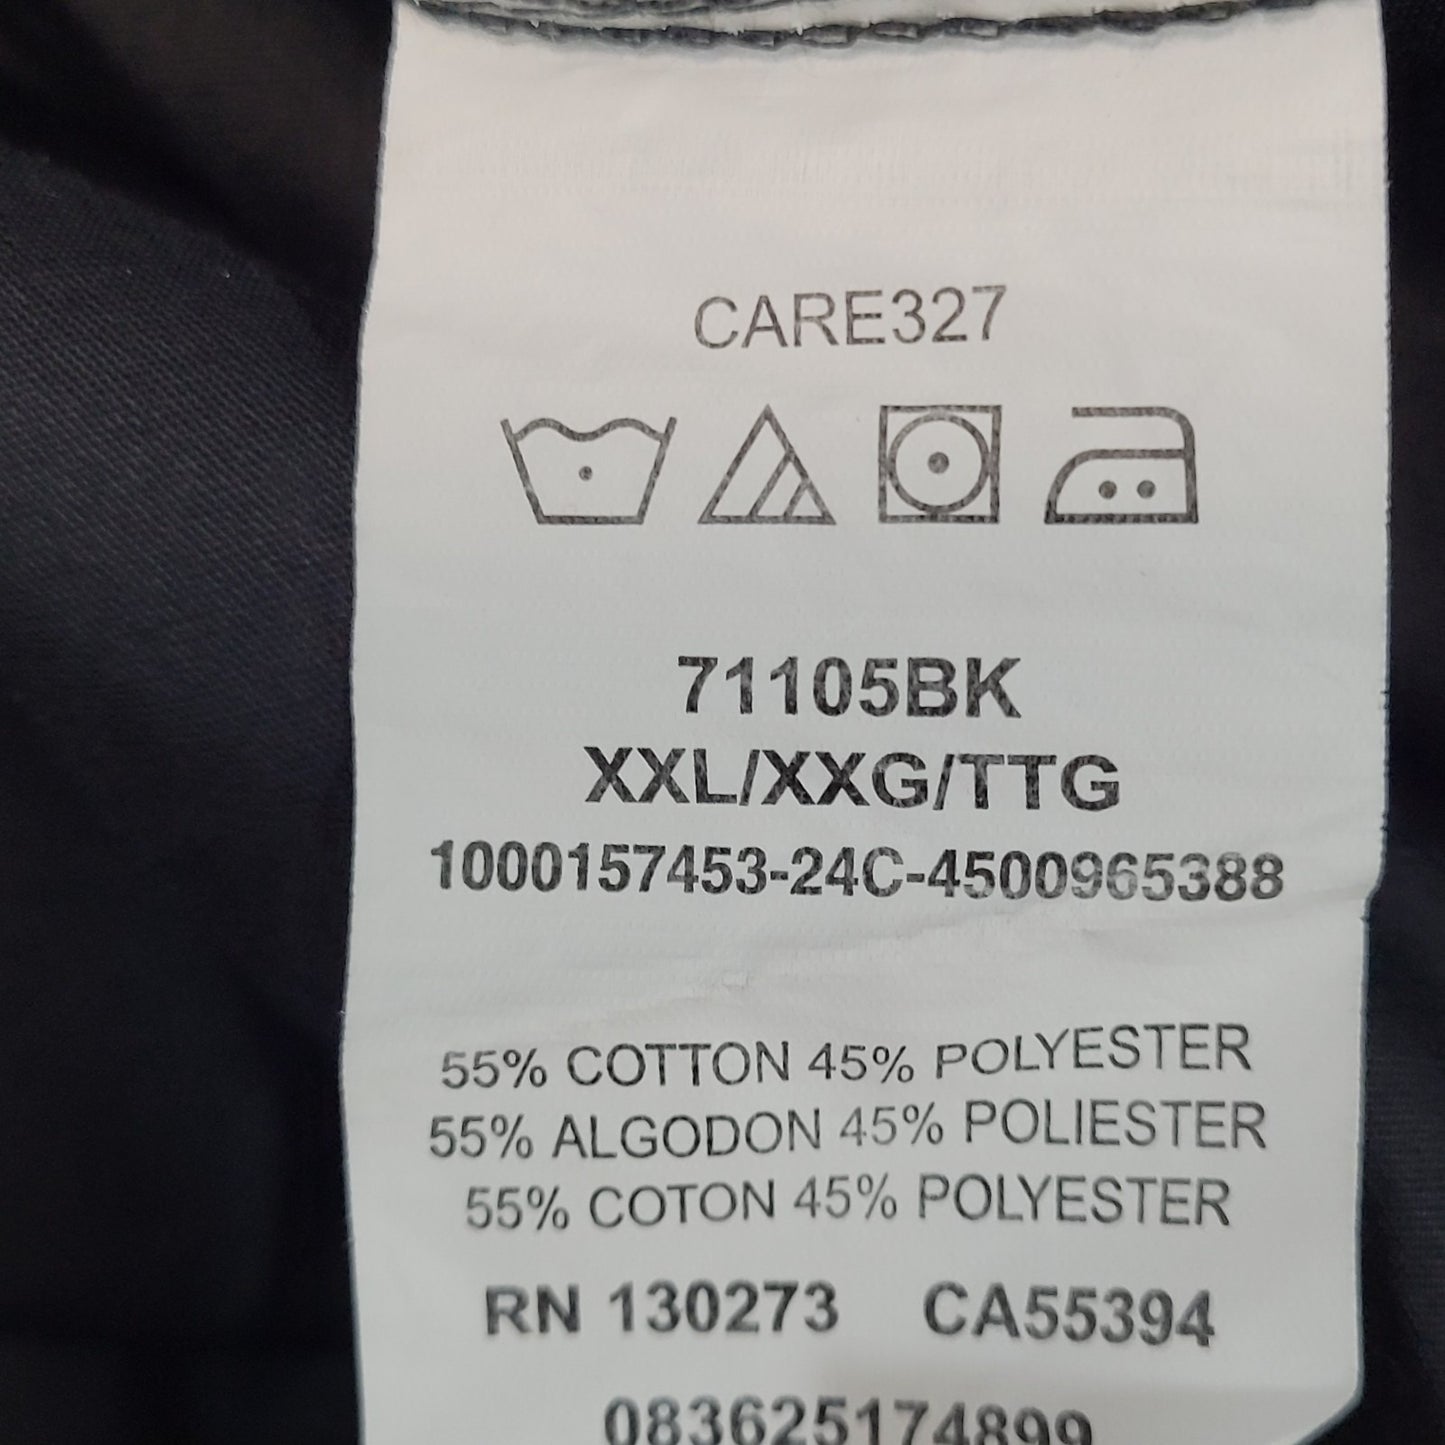 CARE327
71105BK
XXL/XXG/TTG
1000157453-24C-4500965388
55% COTTON 45% POLYESTER
55% ALGODON 45% POLIESTER
55% COTON 45% POLYESTER
RN 130273 CA55394
083625174899